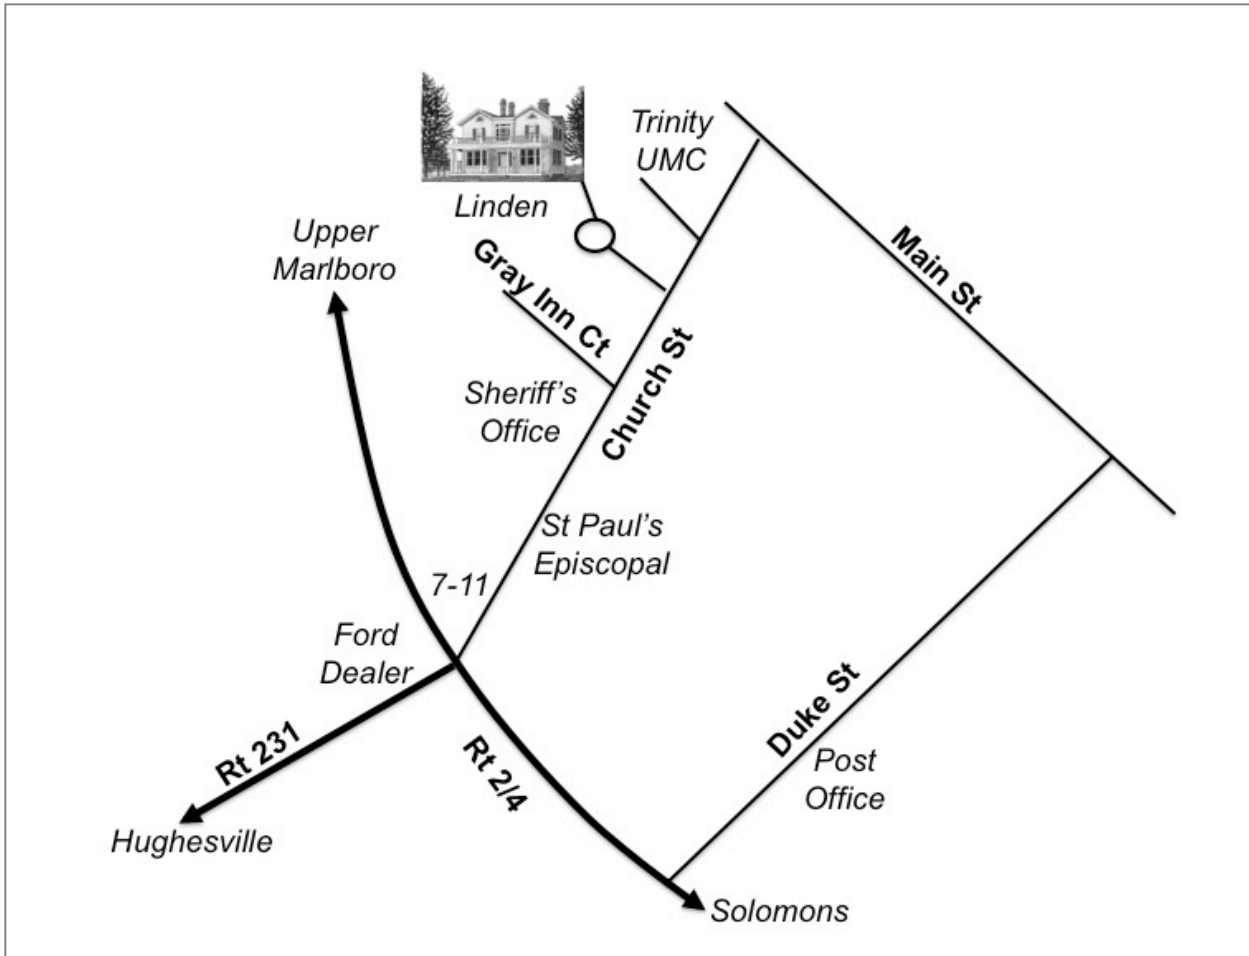 Trinity
UMC
Linden
Upper
Marlboro
Gray Inn Ct
Main St
Church St
Sheriff's
Office
St Paul's
Episcopal
7-11
Ford
Dealer
Rt 231
Rt 2/4
Duke St
Post
Office
Hughesville
Solomons